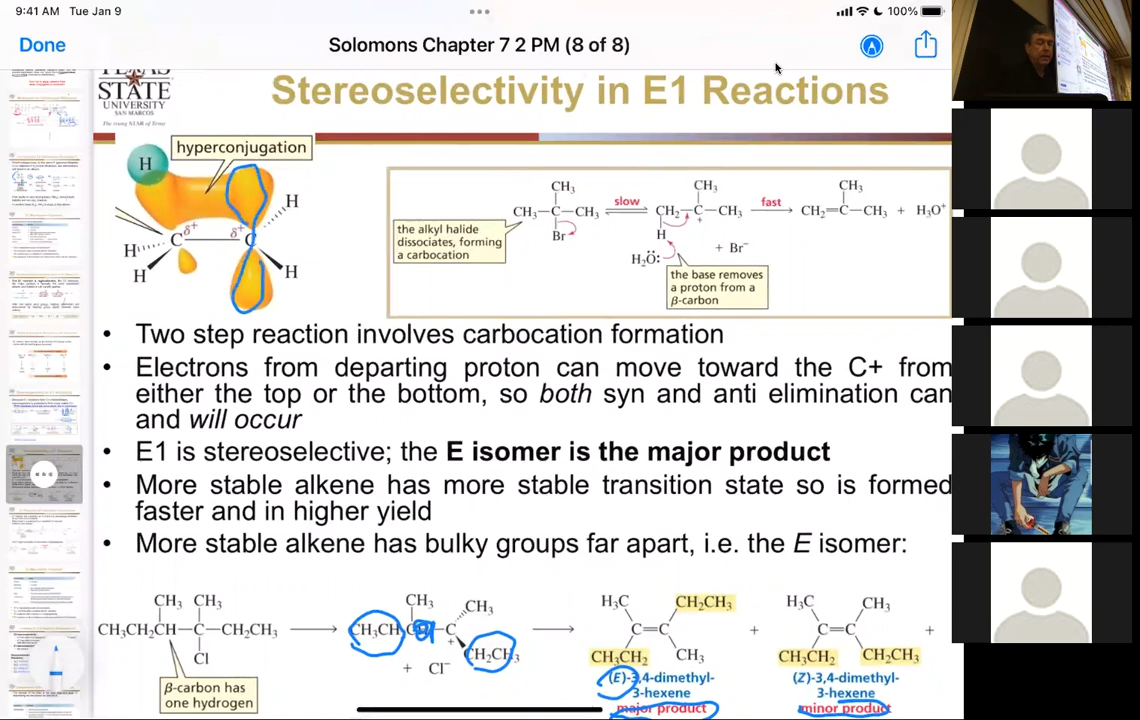 9:41 AM Tue Jan 9
100%
Done
Solomons Chapter 7 2 PM (8 of 8)
TEXAS
STATE
UNIVERSITY
SAN MARCOS
The rising STAR of Texas
Stereoselectivity in E1 Reactions
hyperconjugation
H
H
H
H
H
C
δ+
δ+
C
the alkyl halide
dissociates, forming
a carbocation
CH3
CH3—C—CH3
Br
slow
CH3
CH2—C—CH3
+
H
H2Ö:
+ Br−
the base removes
a proton from a
β-carbon
fast
CH3
CH2=C—CH3 + H3O+
• Two step reaction involves carbocation formation
• Electrons from departing proton can move toward the C+ from
either the top or the bottom, so both syn and anti elimination can
and will occur
• E1 is stereoselective; the E isomer is the major product
• More stable alkene has more stable transition state so is formed
faster and in higher yield
• More stable alkene has bulky groups far apart, i.e. the E isomer:
CH3 CH3
CH3CH2CH—C—CH2CH3
Cl
β-carbon has
one hydrogen
CH3
CH3
C
+
CH2CH3
+ Cl−
H3C
CH2CH3
C=C
CH3CH2
CH3
(E)-3,4-dimethyl-
3-hexene
major product
+
H3C
CH3
C=C
CH3CH2
CH2CH3
(Z)-3,4-dimethyl-
3-hexene
minor product
+